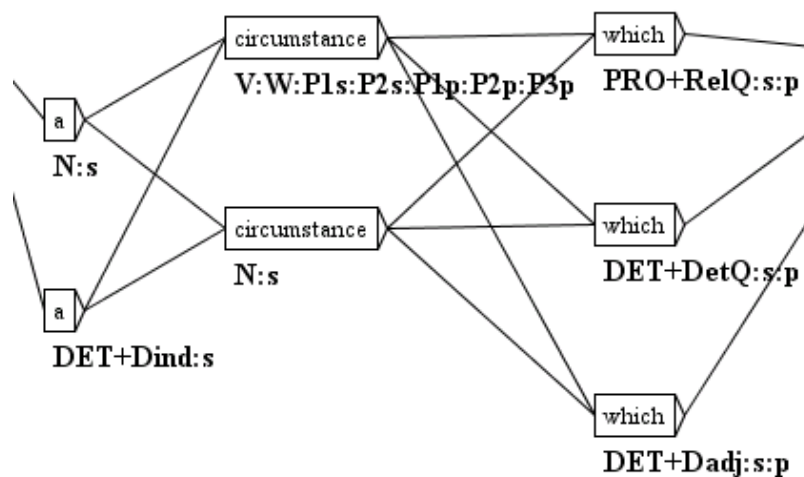 circumstance
which
V:W:P1s:P2s:P1p:P2p:P3p
PRO+RelQ:s:p
a
N:s
circumstance
which
N:s
DET+DetQ:s:p
a
DET+Dind:s
which
DET+Dadj:s:p